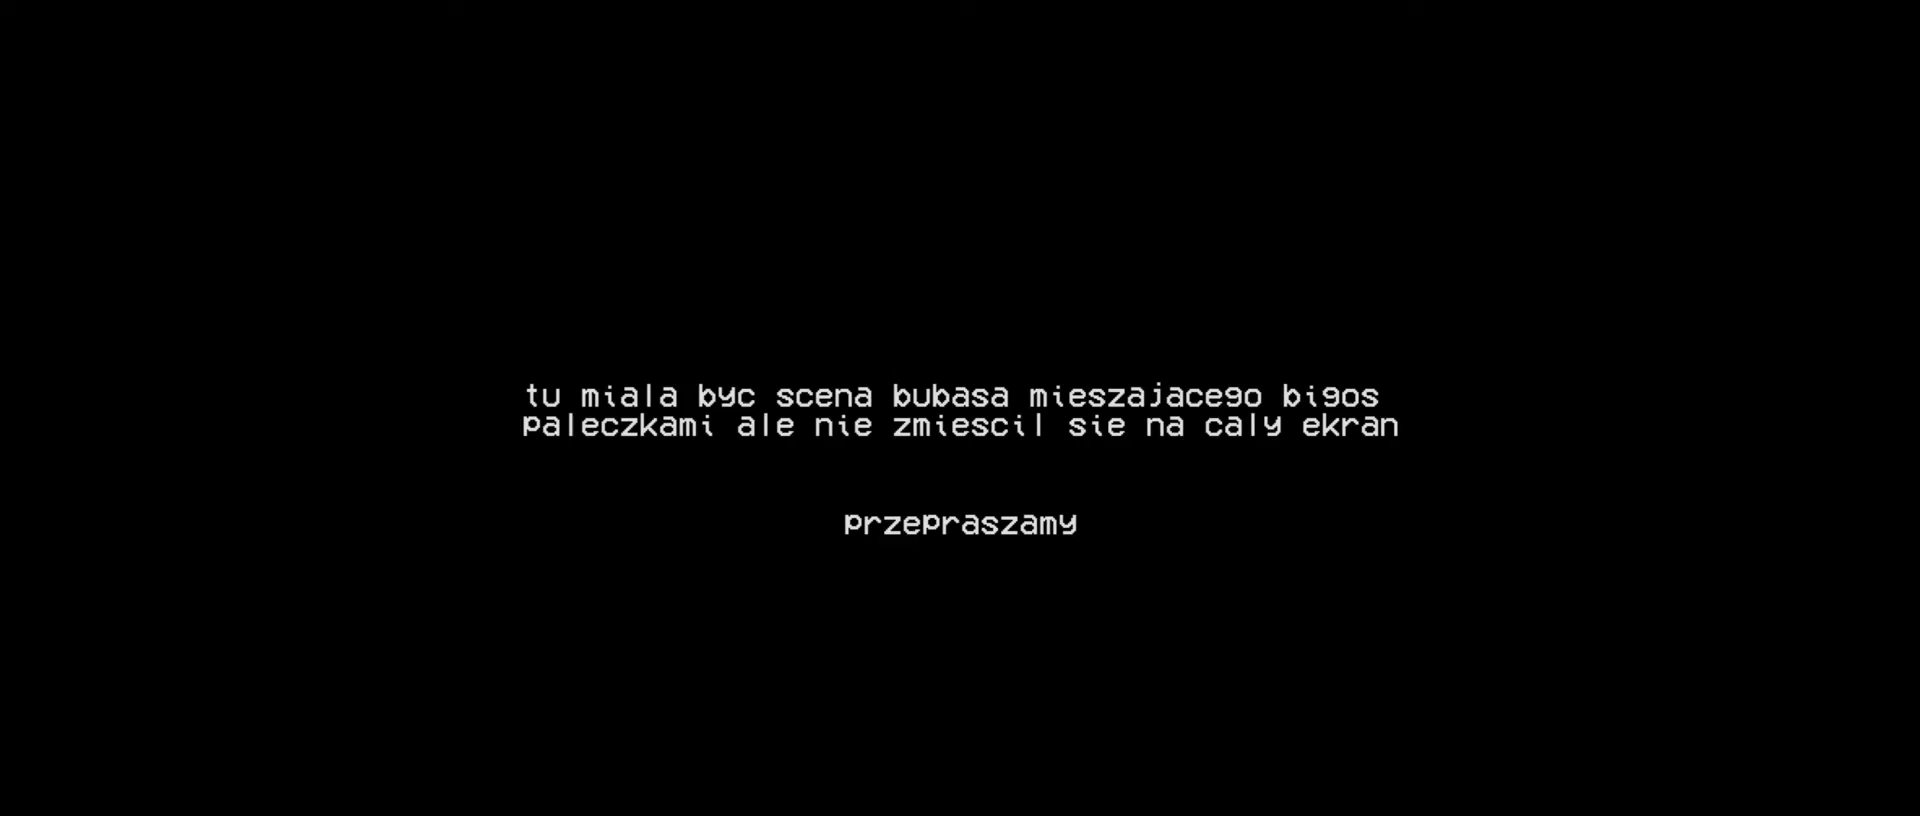 tu miala byc scena bubasa mieszajacego bigos
paleczkami ale nie zmiescil sie na caly ekran
przepraszamy